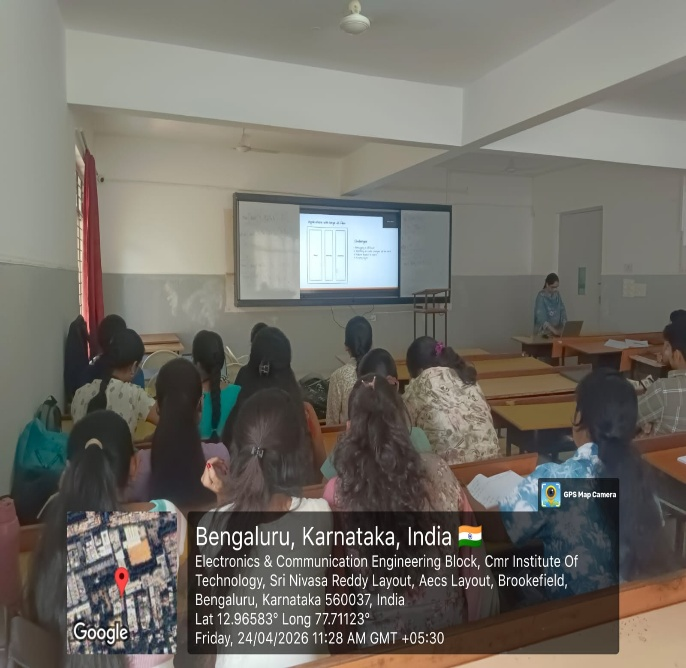 GPS Map Camera
Bengaluru, Karnataka, India
Electronics & Communication Engineering Block, Cmr Institute Of
Technology, Sri Nivasa Reddy Layout, Aecs Layout, Brookefield,
Bengaluru, Karnataka 560037, India
Lat 12.96583° Long 77.71123°
Friday, 24/04/2026 11:28 AM GMT +05:30
Google